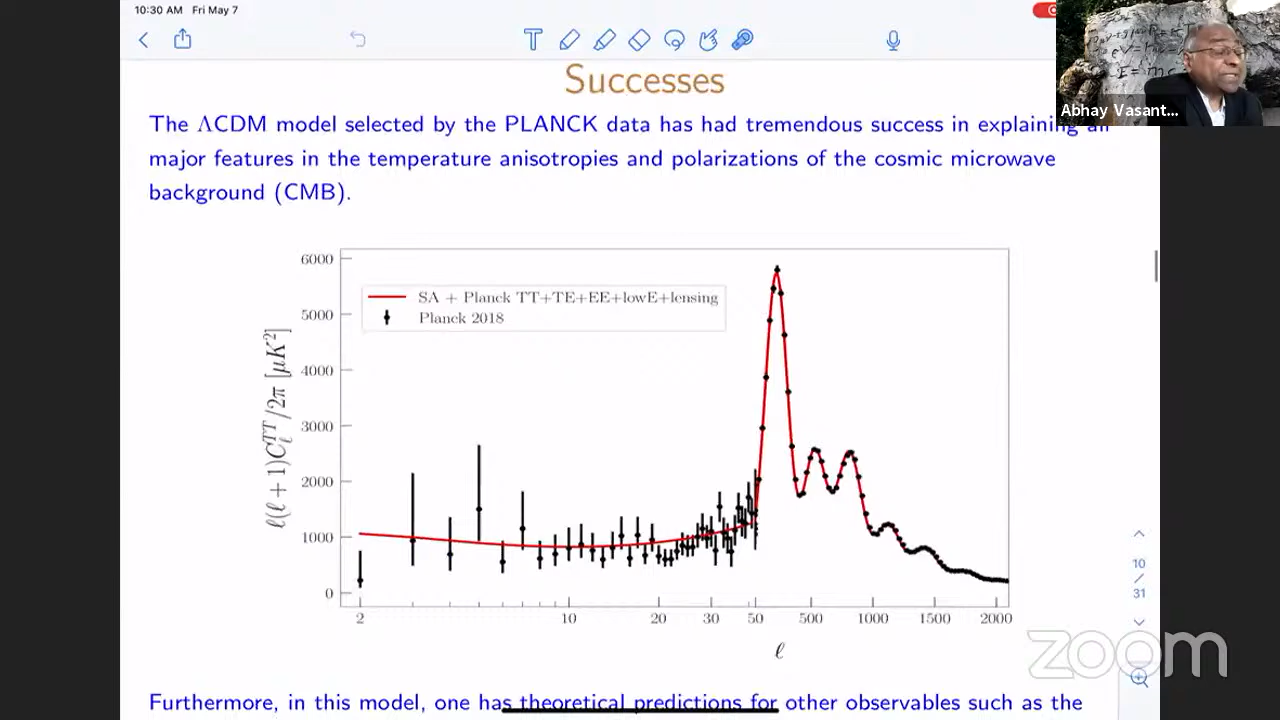 10:30 AM Fri May 7
Successes
The ΛCDM model selected by the PLANCK data has had tremendous success in explaining all
major features in the temperature anisotropies and polarizations of the cosmic microwave
background (CMB).
Abhay Vasant...
6000
5000
4000
3000
2000
1000
0
ℓ(ℓ+1)C_ℓ^{TT}/2π [μK²]
SA + Planck TT+TE+EE+lowE+lensing
Planck 2018
2 10 20 30 50 500 1000 1500 2000
ℓ
10
/
31
zoom
Furthermore, in this model, one has theoretical predictions for other observables such as the